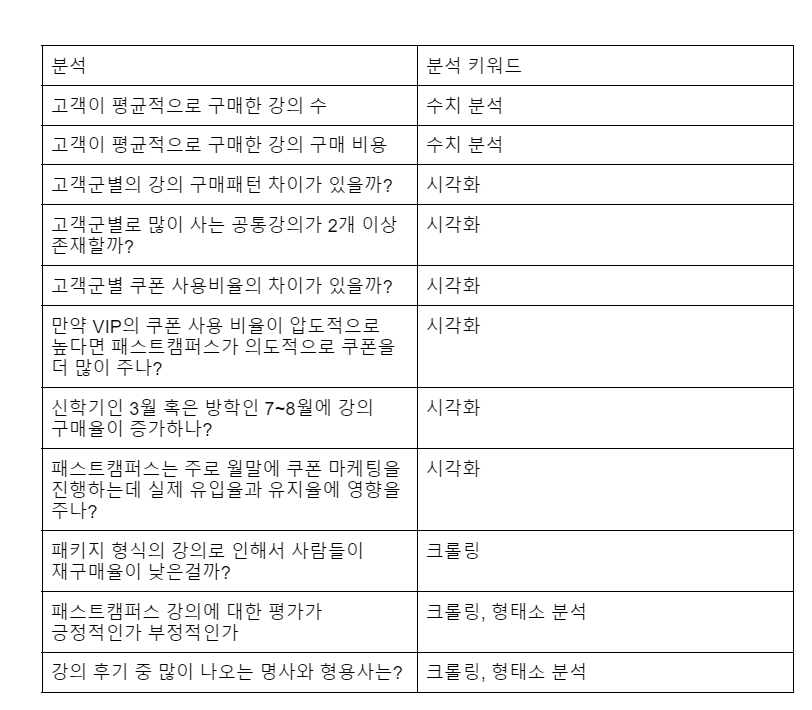 분석
분석 키워드
고객이 평균적으로 구매한 강의 수
수치 분석
고객이 평균적으로 구매한 강의 구매 비용
수치 분석
고객군별의 강의 구매패턴 차이가 있을까?
시각화
고객군별로 많이 사는 공통강의가 2개 이상
존재할까?
시각화
고객군별 쿠폰 사용비율의 차이가 있을까?
시각화
만약 VIP의 쿠폰 사용 비율이 압도적으로
높다면 패스트캠퍼스가 의도적으로 쿠폰을
더 많이 주나?
시각화
신학기인 3월 혹은 방학인 7~8월에 강의
구매율이 증가하나?
시각화
패스트캠퍼스는 주로 월말에 쿠폰 마케팅을
진행하는데 실제 유입율과 유지율에 영향을
주나?
시각화
패키지 형식의 강의로 인해서 사람들이
재구매율이 낮은걸까?
크롤링
패스트캠퍼스 강의에 대한 평가가
긍정적인가 부정적인가
크롤링, 형태소 분석
강의 후기 중 많이 나오는 명사와 형용사는?
크롤링, 형태소 분석